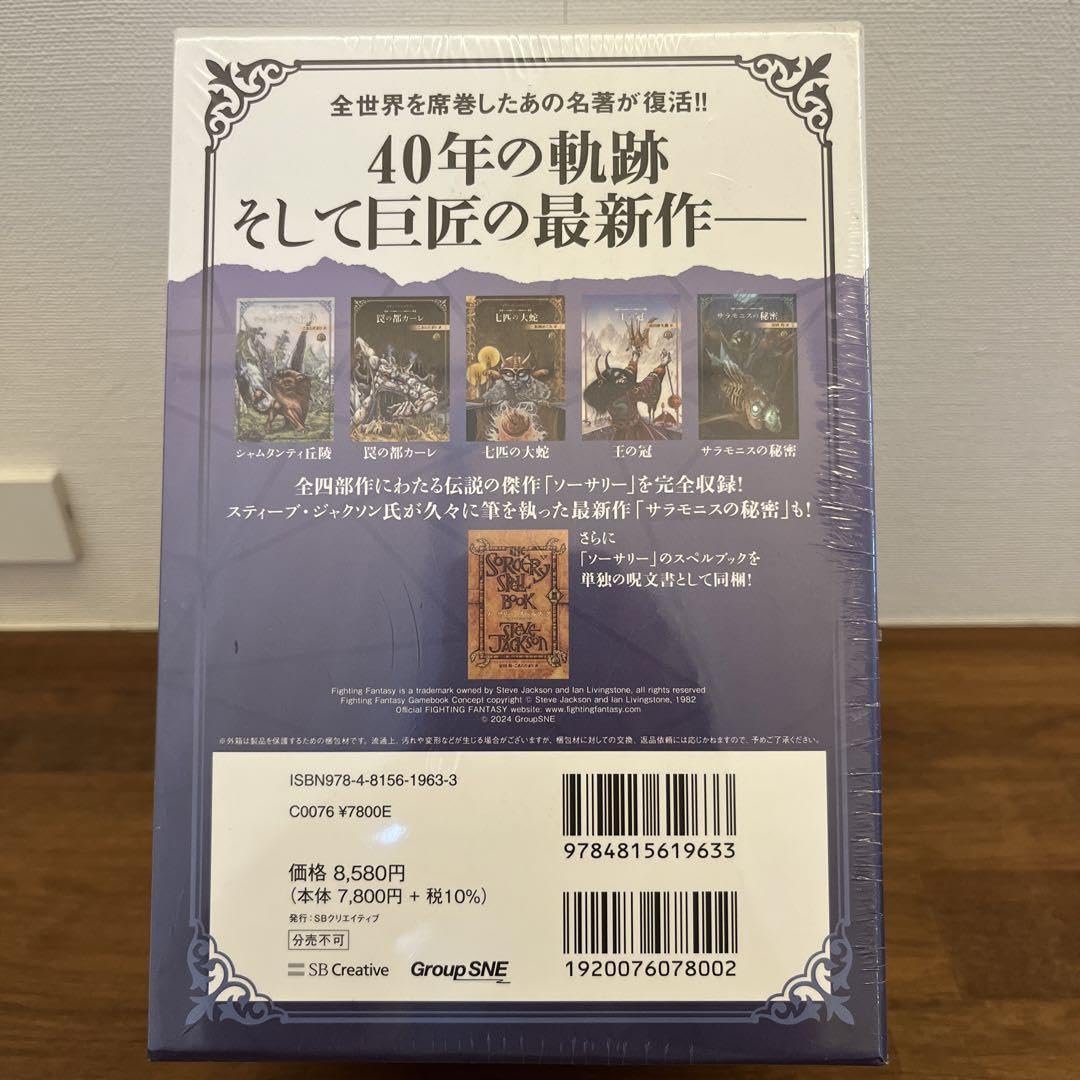 全世界を席巻したあの名著が復活!!
40年の軌跡
そして巨匠の最新作――
罠の都カーレ
七匹の大蛇
王の冠
サラモニスの秘密
シャムタンティ丘陵
罠の都カーレ
七匹の大蛇
王の冠
サラモニスの秘密
全四部作にわたる伝説の傑作「ソーサリー」を完全収録!
スティーブ・ジャクソン氏が久々に筆を執った最新作「サラモニスの秘密」も!
さらに
「ソーサリー」のスペルブックを
単独の呪文書として同梱!
THE
SORCERY
SPELL
BOOK
STEVE
JACKSON
Fighting Fantasy is a trademark owned by Steve Jackson and Ian Livingstone, all rights reserved
Fighting Fantasy Gamebook Concept copyright © Steve Jackson and Ian Livingstone, 1982
Official FIGHTING FANTASY website: www.fightingfantasy.com
© 2024 GroupSNE
※外箱は製品を保護するための梱包材です。流通上、汚れや変形などが生じる場合がございますが、梱包材に対しての交換、返品依頼には応じかねますので、予めご了承ください。
ISBN978-4-8156-1963-3
C0076 ¥7800E
9784815619633
価格 8,580円
(本体 7,800円 + 税10%)
発行:SBクリエイティブ
分売不可
SB Creative
Group SNE
1920076078002